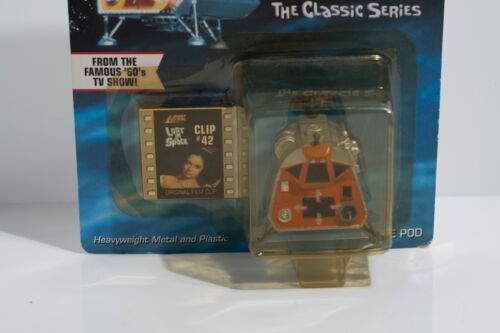 THE CLASSIC SERIES
FROM THE
FAMOUS '60's
TV SHOW!
LOST
IN
SPACE
CLIP
# 42
ORIGINAL FILM CLIP
Heavyweight Metal and Plastic
POD